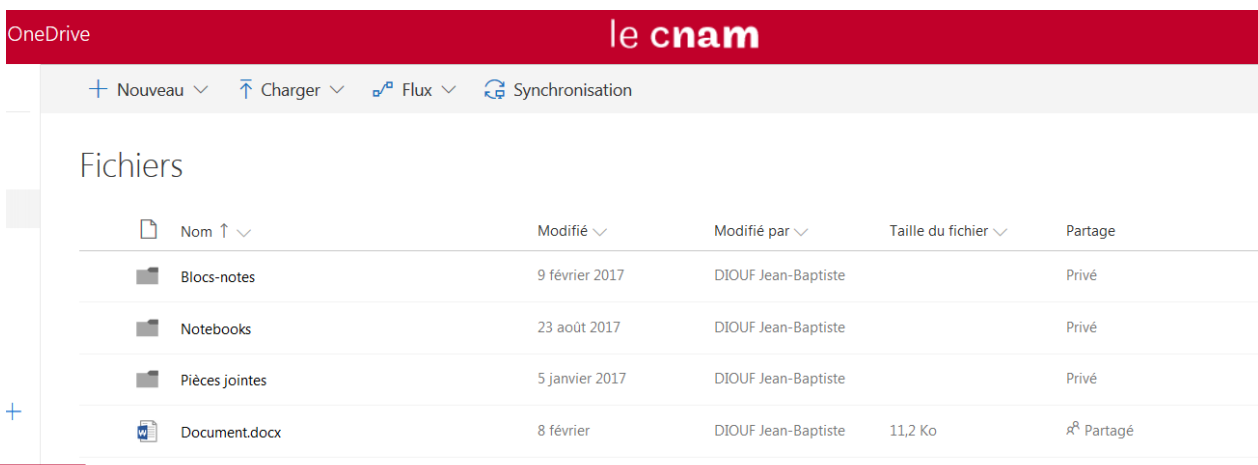 OneDrive le cnam
Nouveau Charger Flux Synchronisation
Fichiers
Nom Modifié Modifié par Taille du fichier Partage
Blocs-notes 9 février 2017 DIOUF Jean-Baptiste Privé
Notebooks 23 août 2017 DIOUF Jean-Baptiste Privé
Pièces jointes 5 janvier 2017 DIOUF Jean-Baptiste Privé
Document.docx 8 février DIOUF Jean-Baptiste 11,2 Ko Partagé